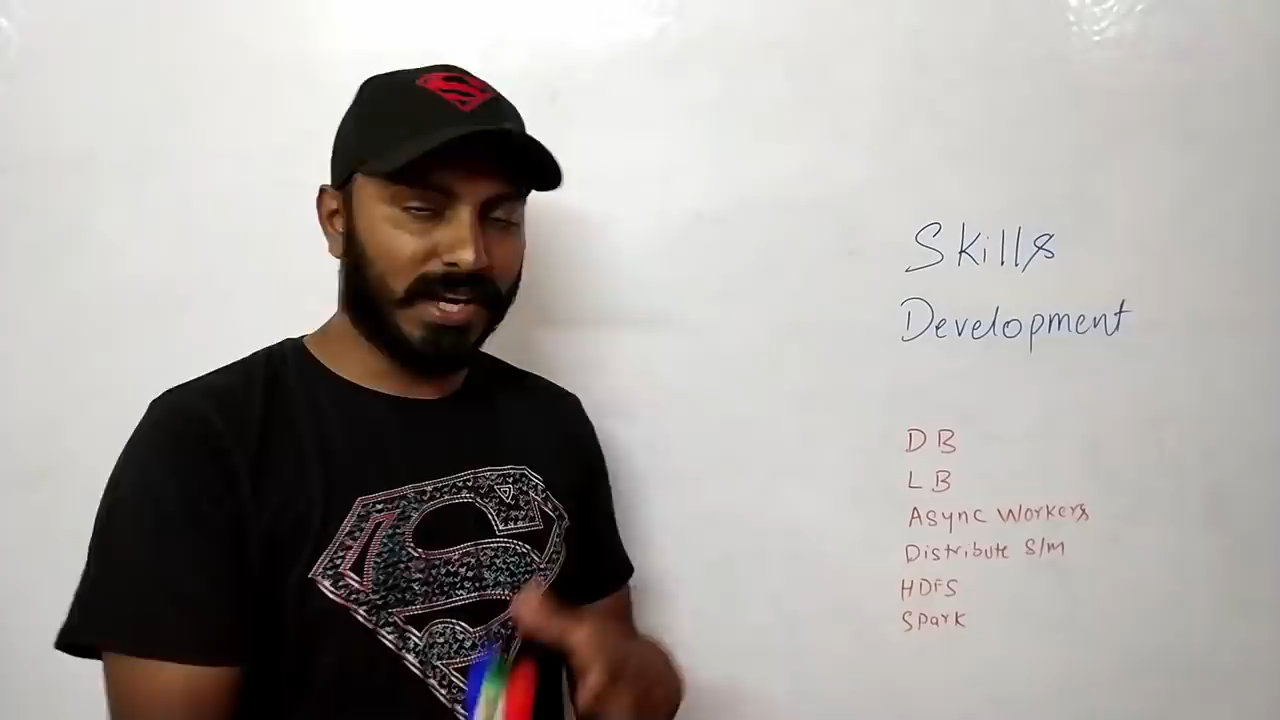 Skills
Development
DB
LB
Async Workers
Distribute S/m
HDFS
Spark